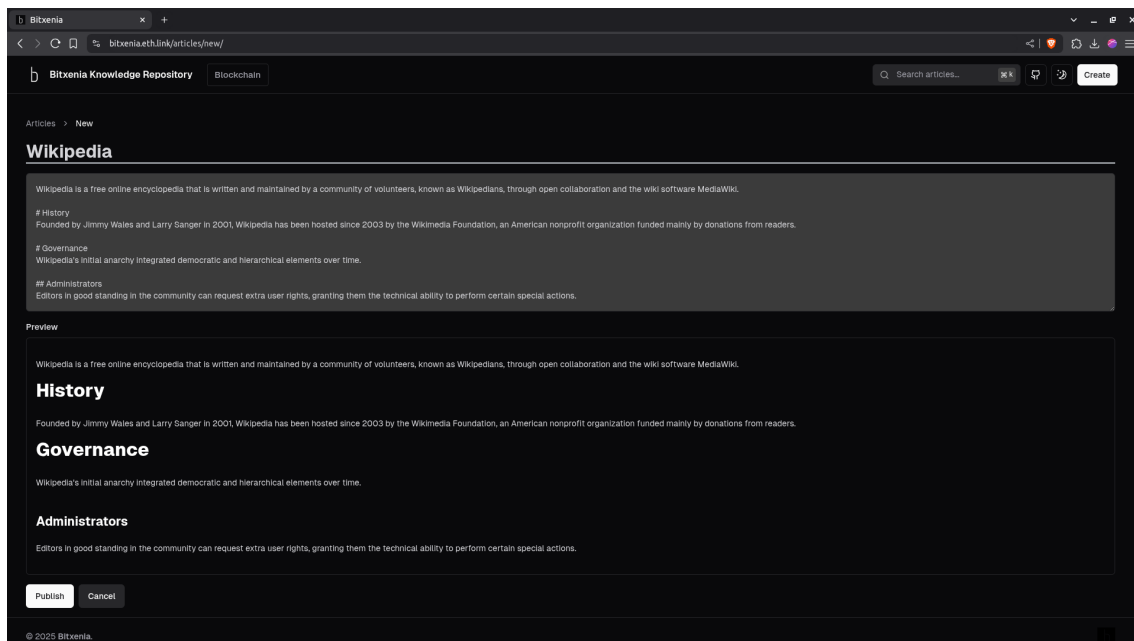 b Bitxenia
bitxenia.eth.link/articles/new/
b Bitxenia Knowledge Repository Blockchain Search articles... ⌘ K Create
Articles > New
Wikipedia
Wikipedia is a free online encyclopedia that is written and maintained by a community of volunteers, known as Wikipedians, through open collaboration and the wiki software MediaWiki.
# History
Founded by Jimmy Wales and Larry Sanger in 2001, Wikipedia has been hosted since 2003 by the Wikimedia Foundation, an American nonprofit organization funded mainly by donations from readers.
# Governance
Wikipedia's initial anarchy integrated democratic and hierarchical elements over time.
## Administrators
Editors in good standing in the community can request extra user rights, granting them the technical ability to perform certain special actions.
Preview
Wikipedia is a free online encyclopedia that is written and maintained by a community of volunteers, known as Wikipedians, through open collaboration and the wiki software MediaWiki.
History
Founded by Jimmy Wales and Larry Sanger in 2001, Wikipedia has been hosted since 2003 by the Wikimedia Foundation, an American nonprofit organization funded mainly by donations from readers.
Governance
Wikipedia's initial anarchy integrated democratic and hierarchical elements over time.
Administrators
Editors in good standing in the community can request extra user rights, granting them the technical ability to perform certain special actions.
Publish Cancel
© 2025 Bitxenia.